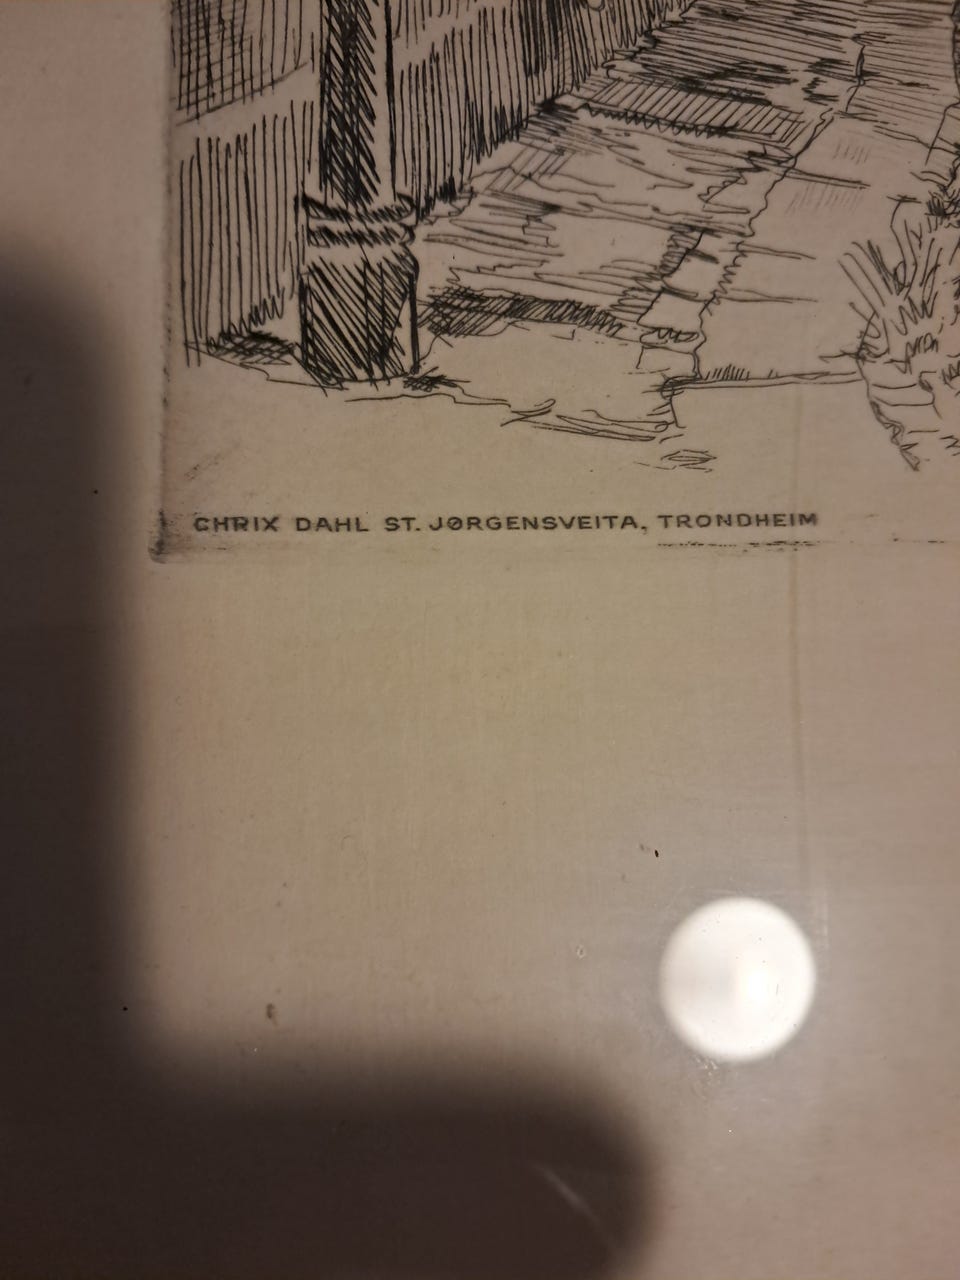 CHRIX DAHL ST. JØRGENSVEITA, TRONDHEIM